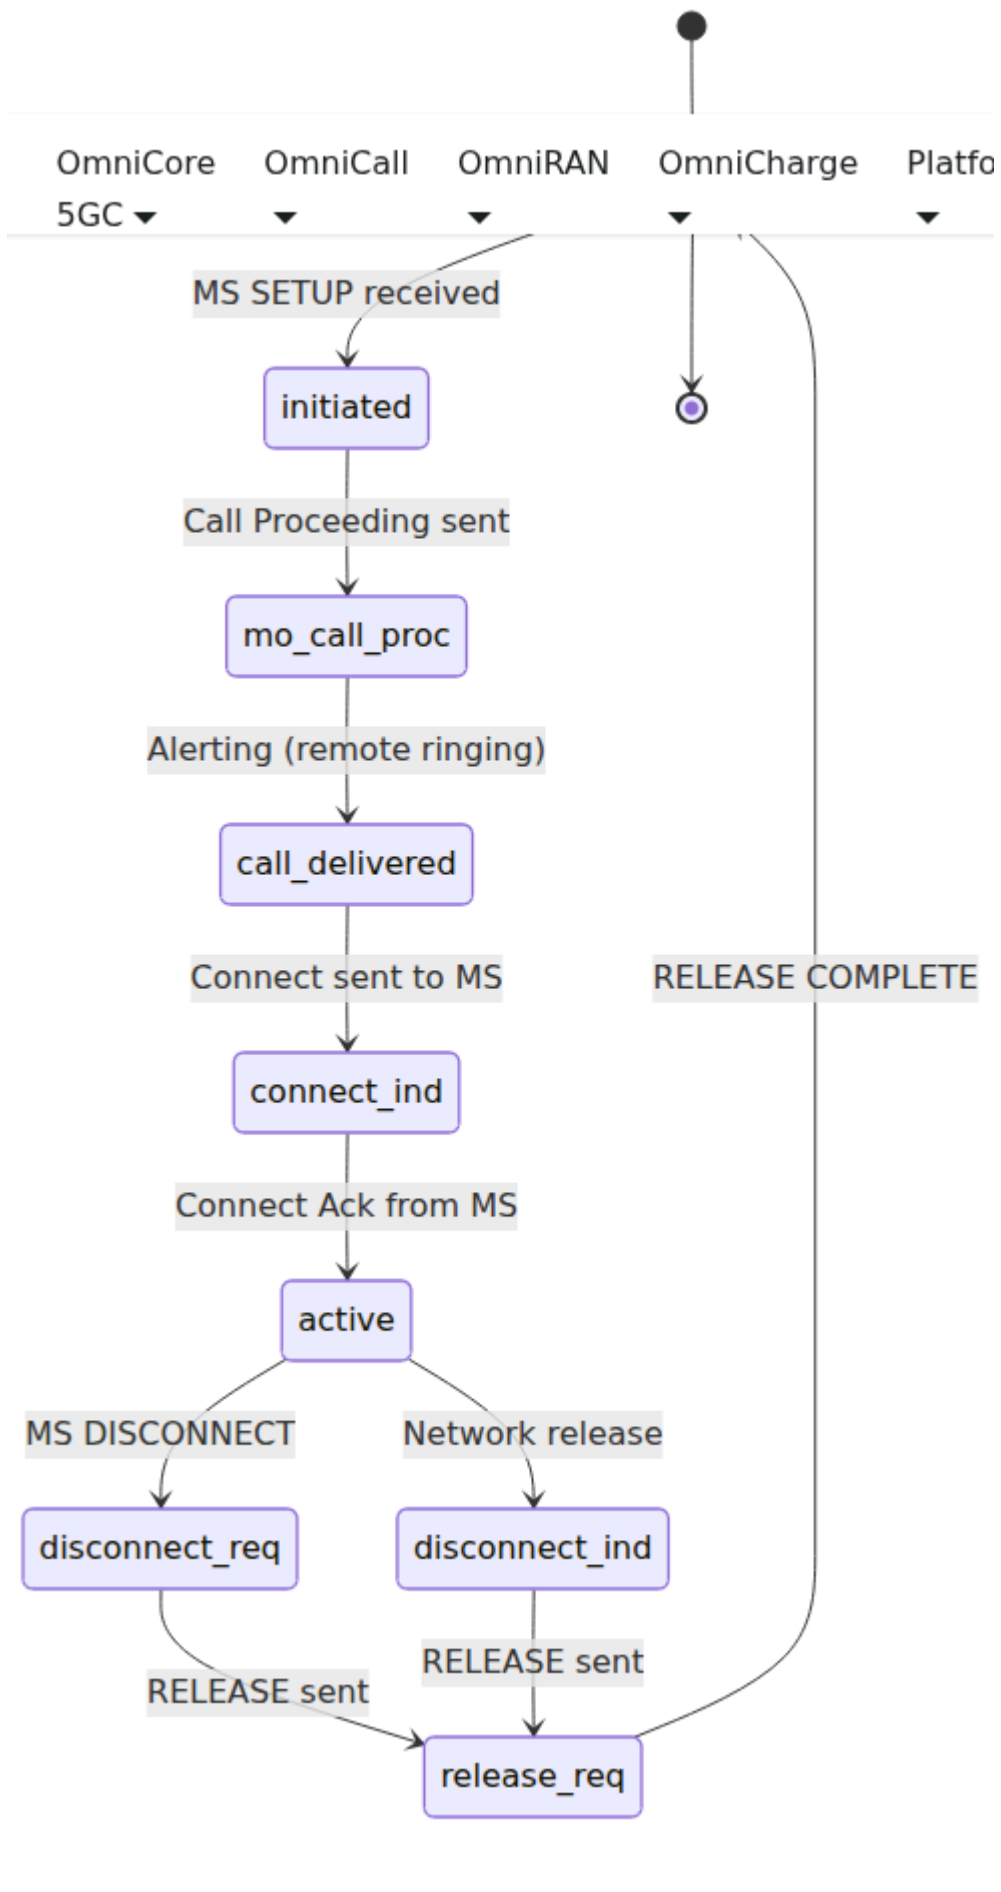 OmniCore OmniCall OmniRAN OmniCharge Platfo
5GC
MS SETUP received
initiated
Call Proceeding sent
mo_call_proc
Alerting (remote ringing)
call_delivered
Connect sent to MS
RELEASE COMPLETE
connect_ind
Connect Ack from MS
active
MS DISCONNECT
Network release
disconnect_req
disconnect_ind
RELEASE sent
RELEASE sent
release_req